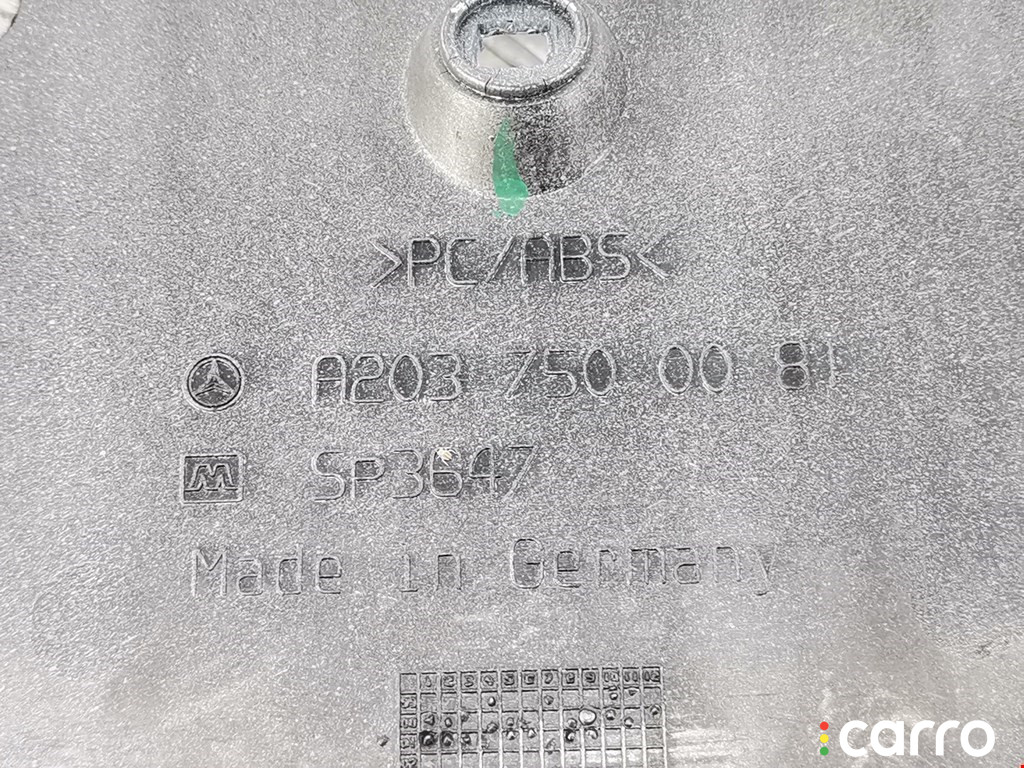 >PC/ABS<
A203 750 00 81
SP3647
Made in Germany
carro